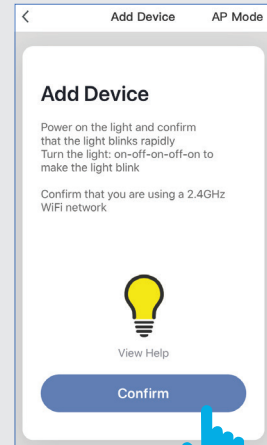 Add Device AP Mode
Add Device
Power on the light and confirm
that the light blinks rapidly
Turn the light: on-off-on-off-on to
make the light blink
Confirm that you are using a 2.4GHz
WiFi network
View Help
Confirm